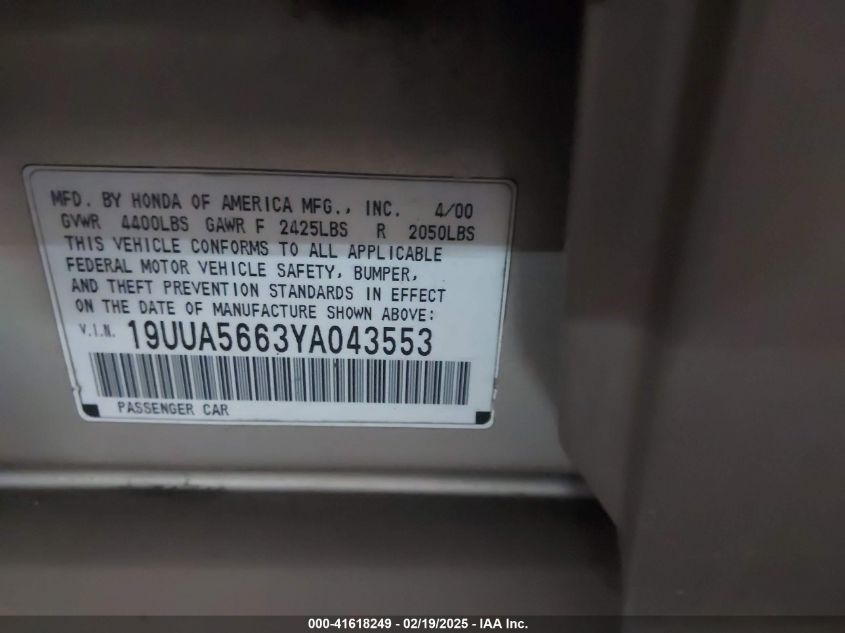 MFD. BY HONDA OF AMERICA MFG., INC. 4/00
GVWR 4400LBS GAWR F 2425LBS R 2050LBS
THIS VEHICLE CONFORMS TO ALL APPLICABLE
FEDERAL MOTOR VEHICLE SAFETY, BUMPER,
AND THEFT PREVENTION STANDARDS IN EFFECT
ON THE DATE OF MANUFACTURE SHOWN ABOVE:
V.I.N. 19UUA5663YA043553
PASSENGER CAR
000-41618249 - 02/19/2025 - IAA Inc.